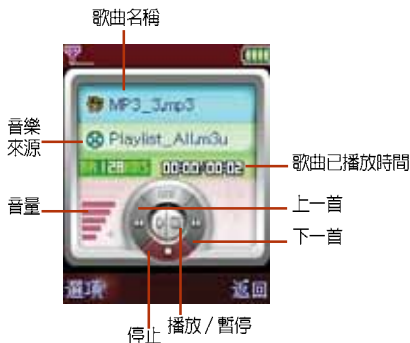 歌曲名稱
MP3_3.mp3
音樂
來源
Playlist_All.m3u
128
00:00/00:02
歌曲已播放時間
音量
上一首
下一首
選項
返回
停止
播放/暫停